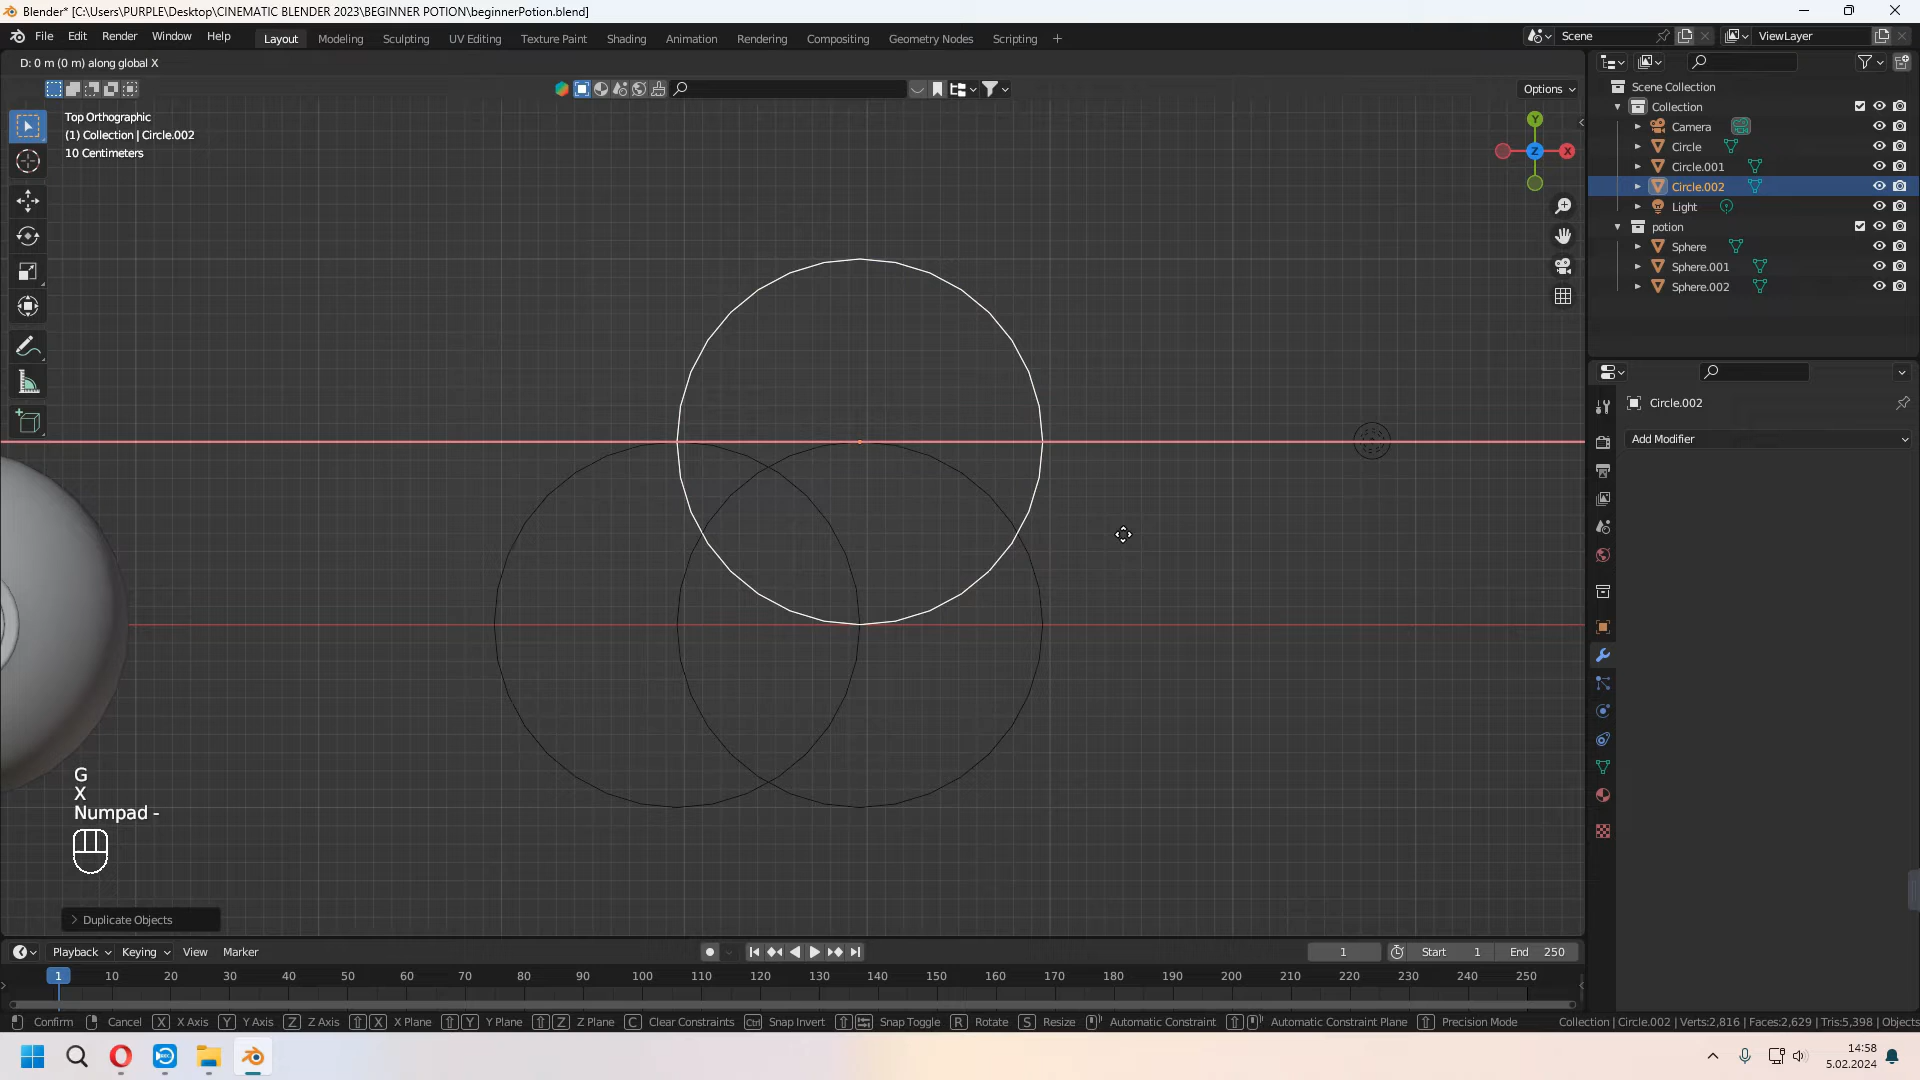 Blender* [C:\Users\PURPLE\Desktop\CINEMATIC BLENDER 2023\BEGINNER POTION\beginnerPotion.blend]
File Edit Render Window Help Layout Modeling Sculpting UV Editing Texture Paint Shading Animation Rendering Compositing Geometry Nodes Scripting + Scene ViewLayer
D: 0 m (0 m) along global X
Options
Top Orthographic
(1) Collection | Circle.002
10 Centimeters
Y
Z X
Scene Collection
Collection
Camera
Circle
Circle.001
Circle.002
Light
potion
Sphere
Sphere.001
Sphere.002
Circle.002
Add Modifier
G
X
Numpad -
Duplicate Objects
Playback Keying View Marker 1 Start 1 End 250
1 10 20 30 40 50 60 70 80 90 100 110 120 130 140 150 160 170 180 190 200 210 220 230 240 250
Confirm Cancel X X Axis Y Y Axis Z Z Axis X X Plane Y Y Plane Z Z Plane C Clear Constraints Ctrl Snap Invert Snap Toggle R Rotate S Resize Automatic Constraint Automatic Constraint Plane Precision Mode Collection | Circle.002 | Verts:2,816 | Faces:2,629 | Tris:5,398 | Objects
14:58
5.02.2024